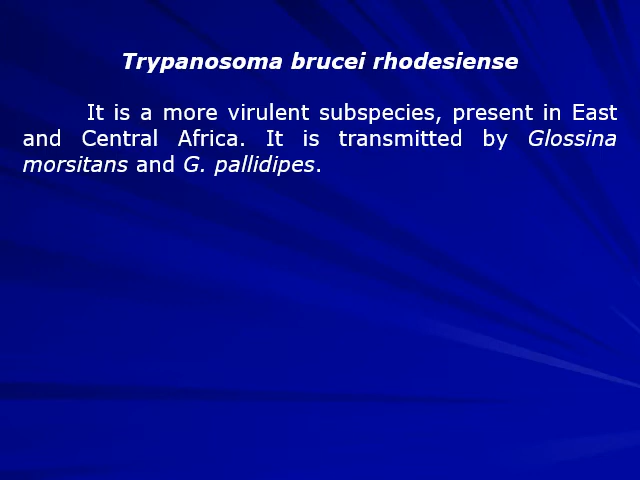 Trypanosoma brucei rhodesiense
It is a more virulent subspecies, present in East
and Central Africa. It is transmitted by Glossina
morsitans and G. pallidipes.